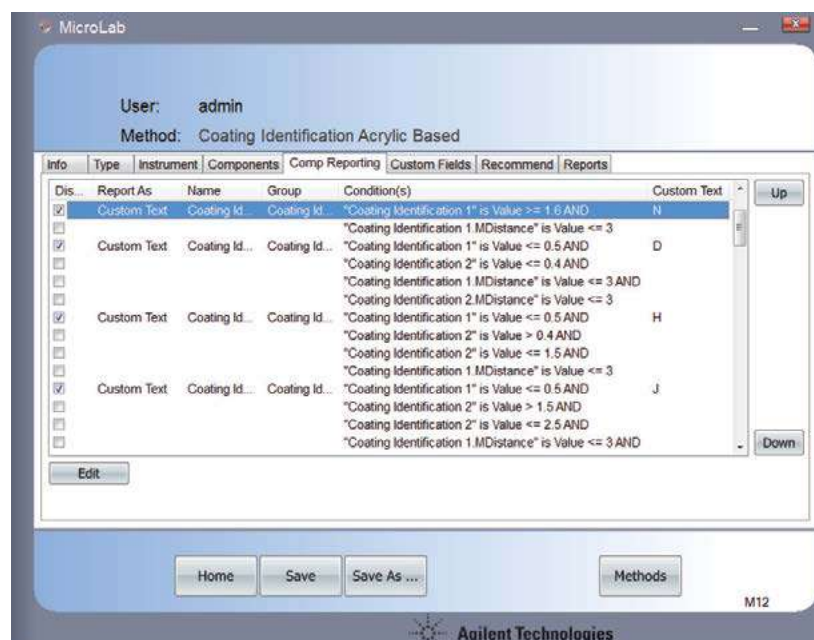 MicroLab
User: admin
Method: Coating Identification Acrylic Based
Info Type Instrument Components Comp Reporting Custom Fields Recommend Reports
Dis... Report As Name Group Condition(s) Custom Text
Custom Text Coating Id... Coating Id... "Coating Identification 1" is Value >= 1.6 AND N
"Coating Identification 1.MDistance" is Value <= 3
Custom Text Coating Id... Coating Id... "Coating Identification 1" is Value <= 0.5 AND D
"Coating Identification 2" is Value <= 0.4 AND
"Coating Identification 1.MDistance" is Value <= 3 AND
"Coating Identification 2.MDistance" is Value <= 3
Custom Text Coating Id... Coating Id... "Coating Identification 1" is Value <= 0.5 AND H
"Coating Identification 2" is Value > 0.4 AND
"Coating Identification 2" is Value <= 1.5 AND
"Coating Identification 1.MDistance" is Value <= 3
Custom Text Coating Id... Coating Id... "Coating Identification 1" is Value <= 0.5 AND J
"Coating Identification 2" is Value > 1.5 AND
"Coating Identification 2" is Value <= 2.5 AND
"Coating Identification 1.MDistance" is Value <= 3 AND
Up
Down
Edit
Home Save Save As ... Methods
M12
Agilent Technologies